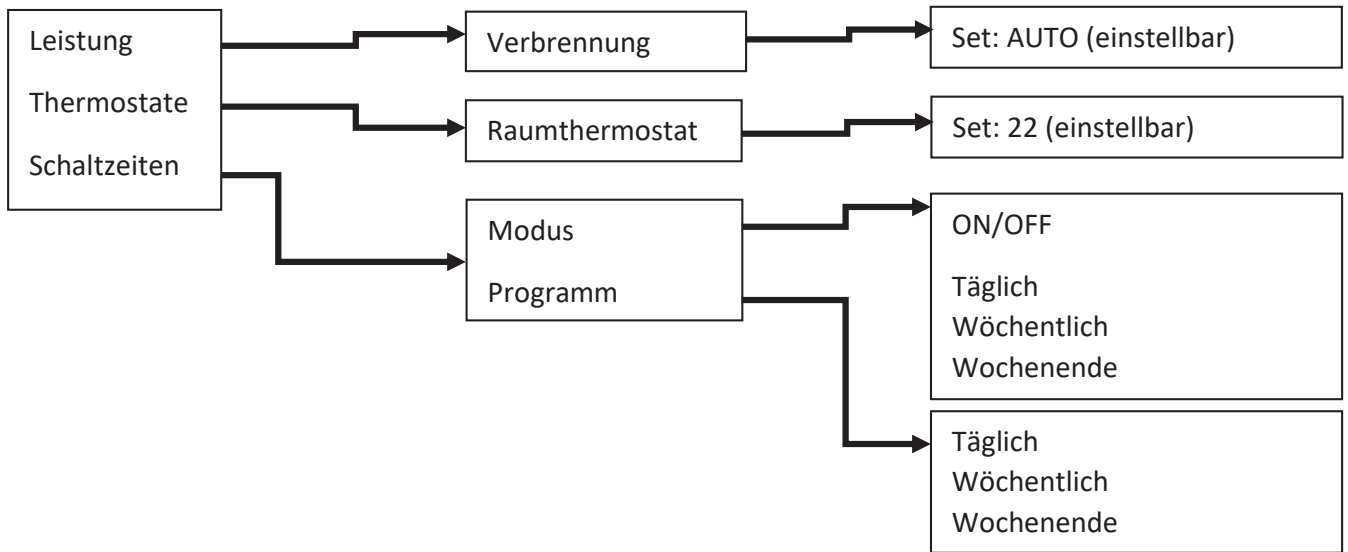 Leistung
Thermostate
Schaltzeiten
Verbrennung
Raumthermostat
Modus
Programm
Set: AUTO (einstellbar)
Set: 22 (einstellbar)
ON/OFF
Täglich
Wöchentlich
Wochenende
Täglich
Wöchentlich
Wochenende